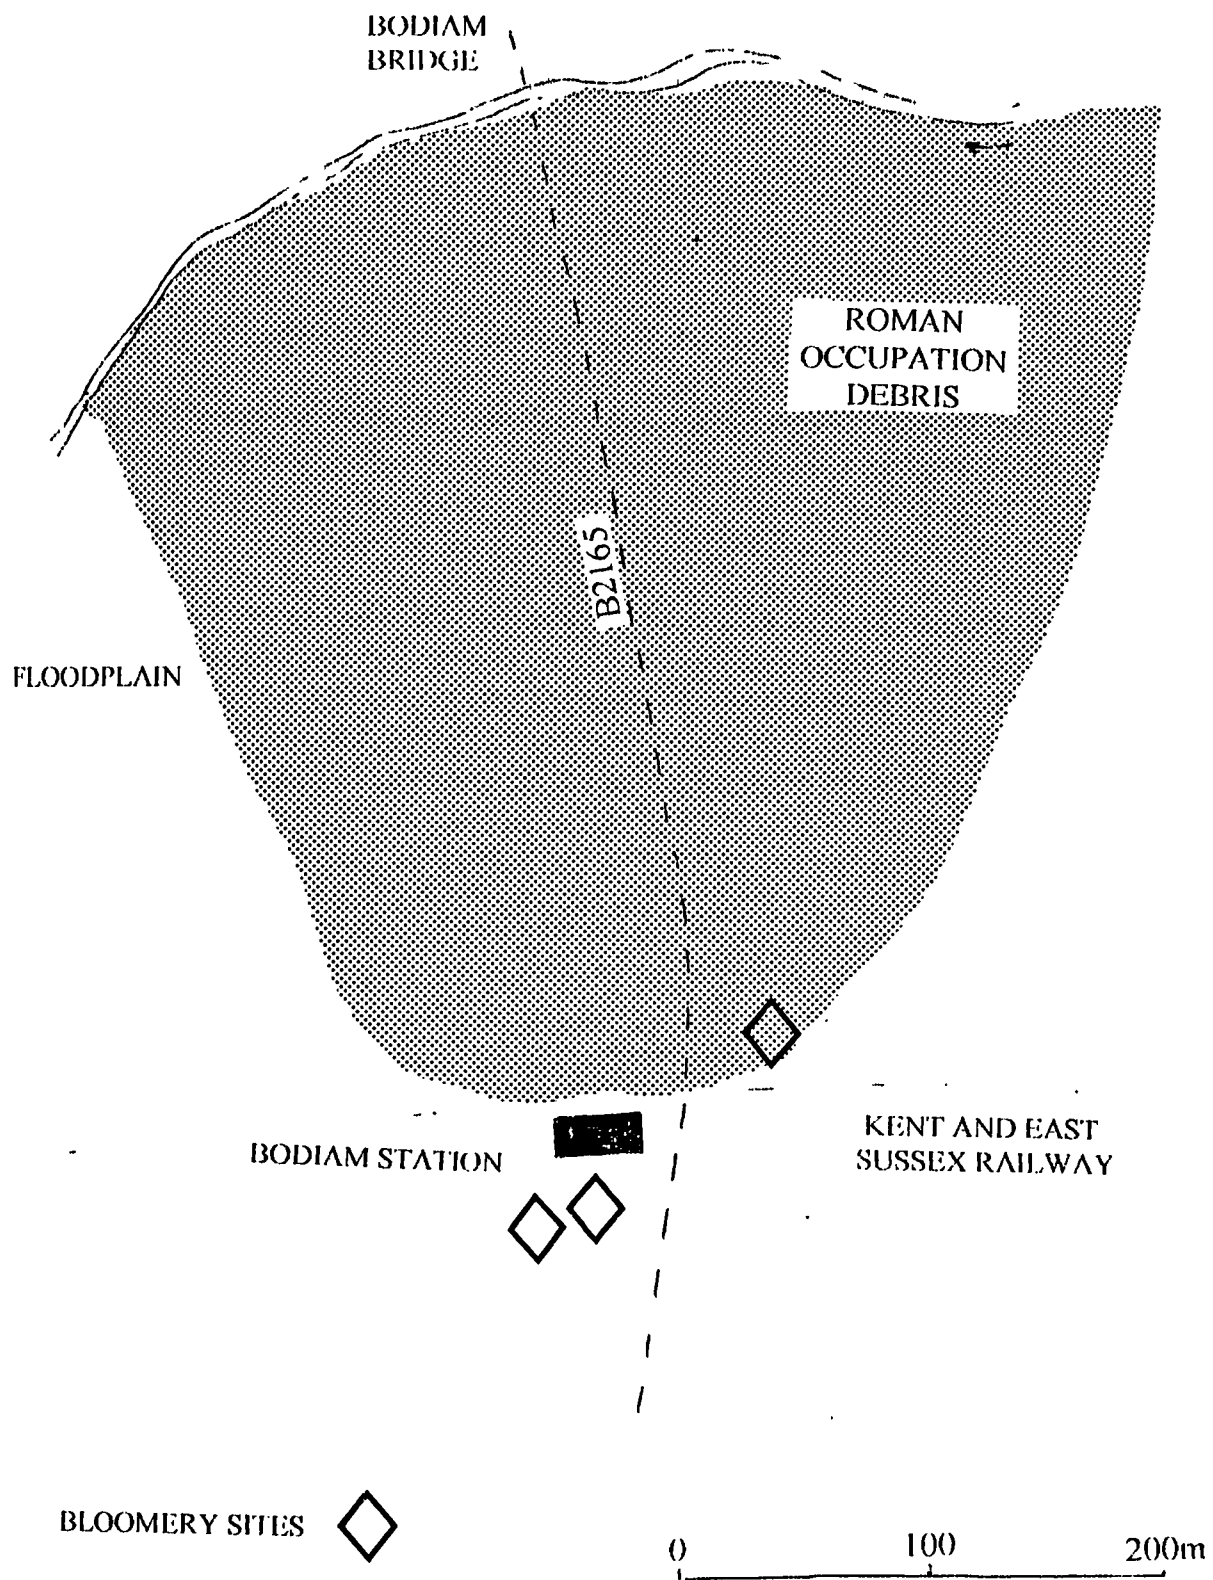 BODIAM
BRIDGE
ROMAN
OCCUPATION
DEBRIS
B2165
FLOODPLAIN
BODIAM STATION
KENT AND EAST
SUSSEX RAILWAY
BLOOMERY SITES
0 100 200m